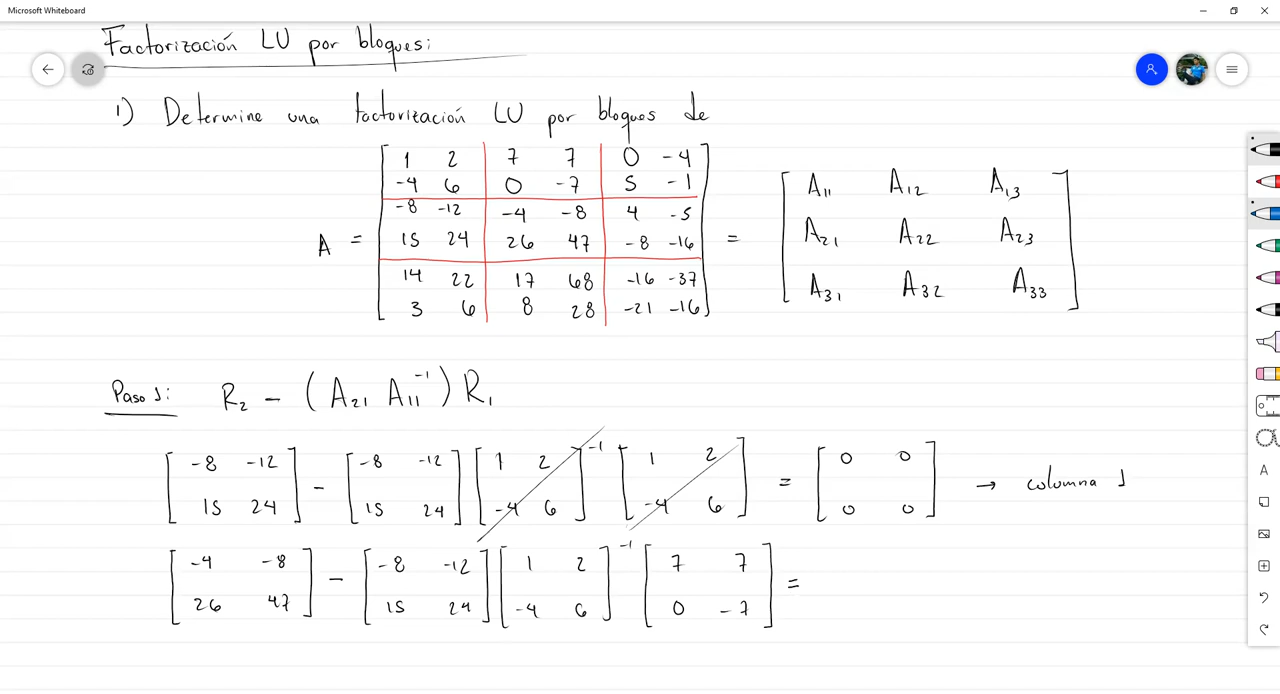 Microsoft Whiteboard
Factorización LU por bloques:
1) Determine una factorización LU por bloques de
1 2 7 7 0 -4
-4 6 0 -7 5 -1
-8 -12 -4 -8 4 -5
A = 15 24 26 47 -8 -16 =
14 22 17 68 -16 -37
3 6 8 28 -21 -16
A11 A12 A13
A21 A22 A23
A31 A32 A33
Paso 1: R2 - (A21 A11^-1) R1
[-8 -12] - [-8 -12] [1 2]^-1 [1 2] = [0 0] → columna 1
[15 24] [15 24] [-4 6] [-4 6] [0 0]
[-4 -8] - [-8 -12] [1 2]^-1 [7 7] =
[26 47] [15 24] [-4 6] [0 -7]
A